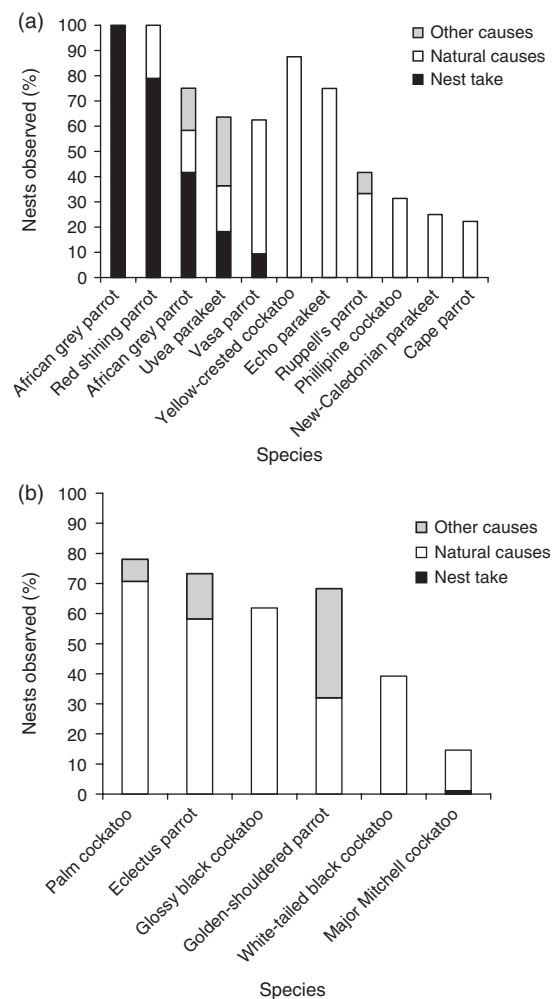 (a)
Other causes
Natural causes
Nest take
Nests observed (%)
100
90
80
70
60
50
40
30
20
10
0
African grey parrot
Red shining parrot
African grey parrot
Uvea parakeet
Vasa parrot
Yellow-crested cockatoo
Echo parakeet
Ruppell's parrot
Phillipine cockatoo
New-Caledonian parakeet
Cape parrot
Species
(b)
Other causes
Natural causes
Nest take
Nests observed (%)
100
90
80
70
60
50
40
30
20
10
0
Palm cockatoo
Eclectus parrot
Glossy black cockatoo
Golden-shouldered parrot
White-tailed black cockatoo
Major Mitchell cockatoo
Species